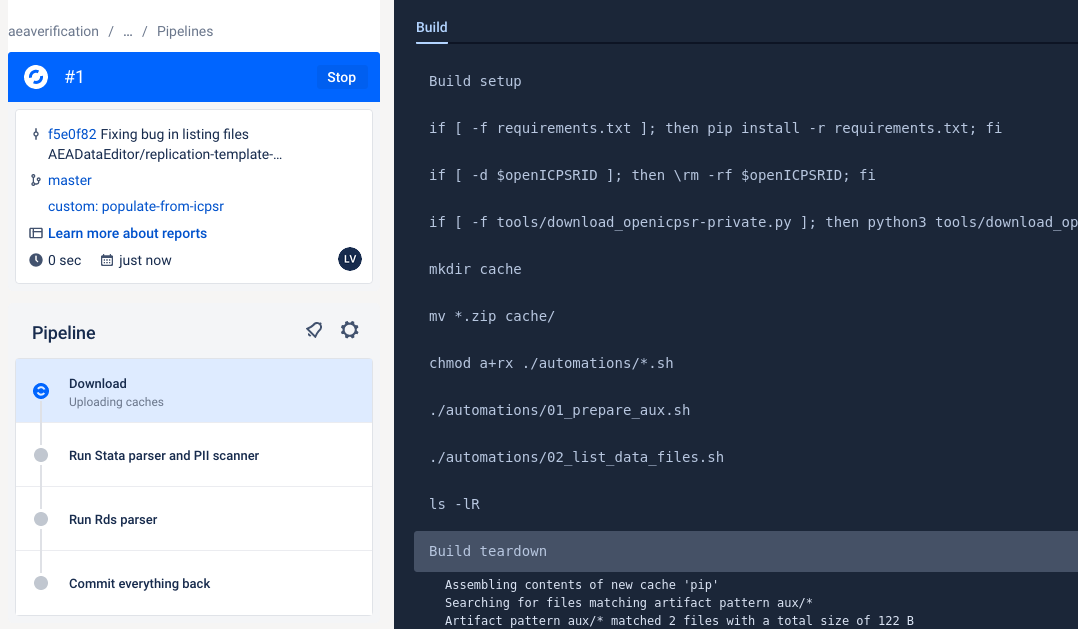 aeaverification / ... / Pipelines
#1
Stop
f5e0f82 Fixing bug in listing files
AEADataEditor/replication-template-...
master
custom: populate-from-icpsr
Learn more about reports
0 sec just now
LV
Pipeline
Download
Uploading caches
Run Stata parser and PII scanner
Run Rds parser
Commit everything back
Build
Build setup
if [ -f requirements.txt ]; then pip install -r requirements.txt; fi
if [ -d $openICPSRID ]; then \rm -rf $openICPSRID; fi
if [ -f tools/download_openicpsr-private.py ]; then python3 tools/download_op
mkdir cache
mv *.zip cache/
chmod a+rx ./automations/*.sh
./automations/01_prepare_aux.sh
./automations/02_list_data_files.sh
ls -lR
Build teardown
Assembling contents of new cache 'pip'
Searching for files matching artifact pattern aux/*
Artifact pattern aux/* matched 2 files with a total size of 122 B